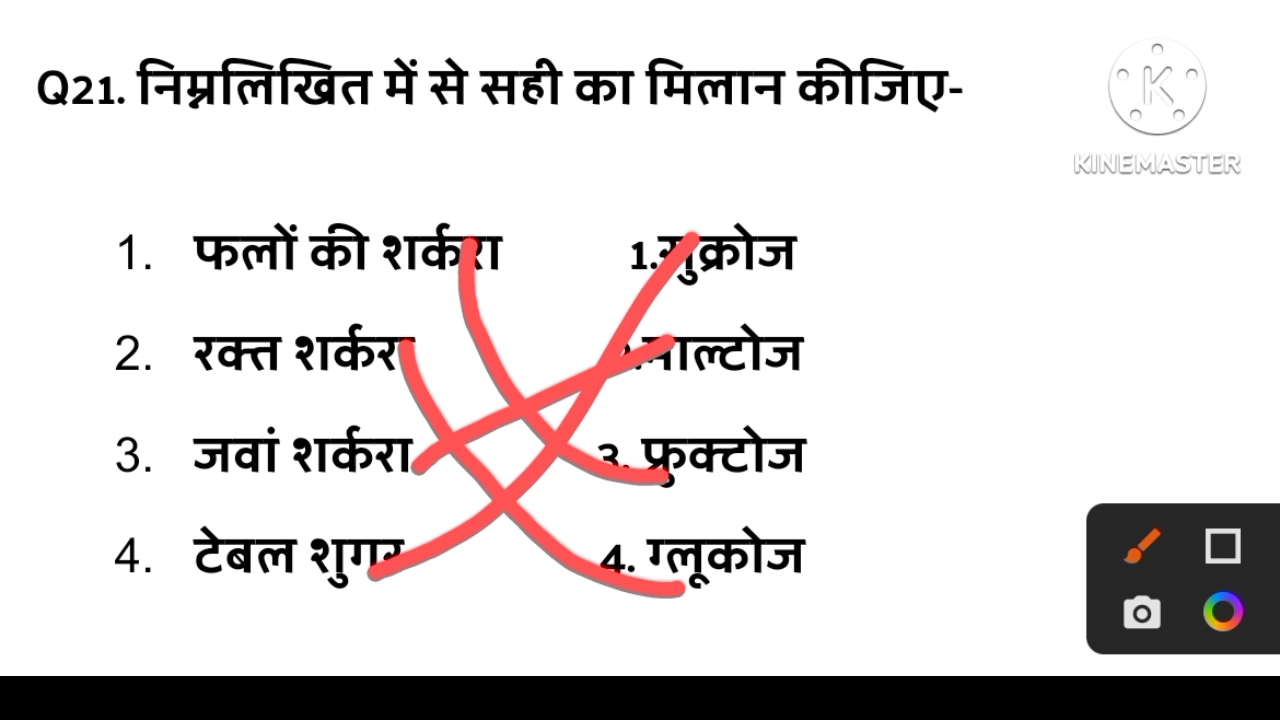 Q21. निम्नलिखित में से सही का मिलान कीजिए-
KINEMASTER
1. फलों की शर्करा 1.सुक्रोज
2. रक्त शर्करा 2.माल्टोज
3. जवां शर्करा 3. फ्रुक्टोज
4. टेबल शुगर 4. ग्लूकोज